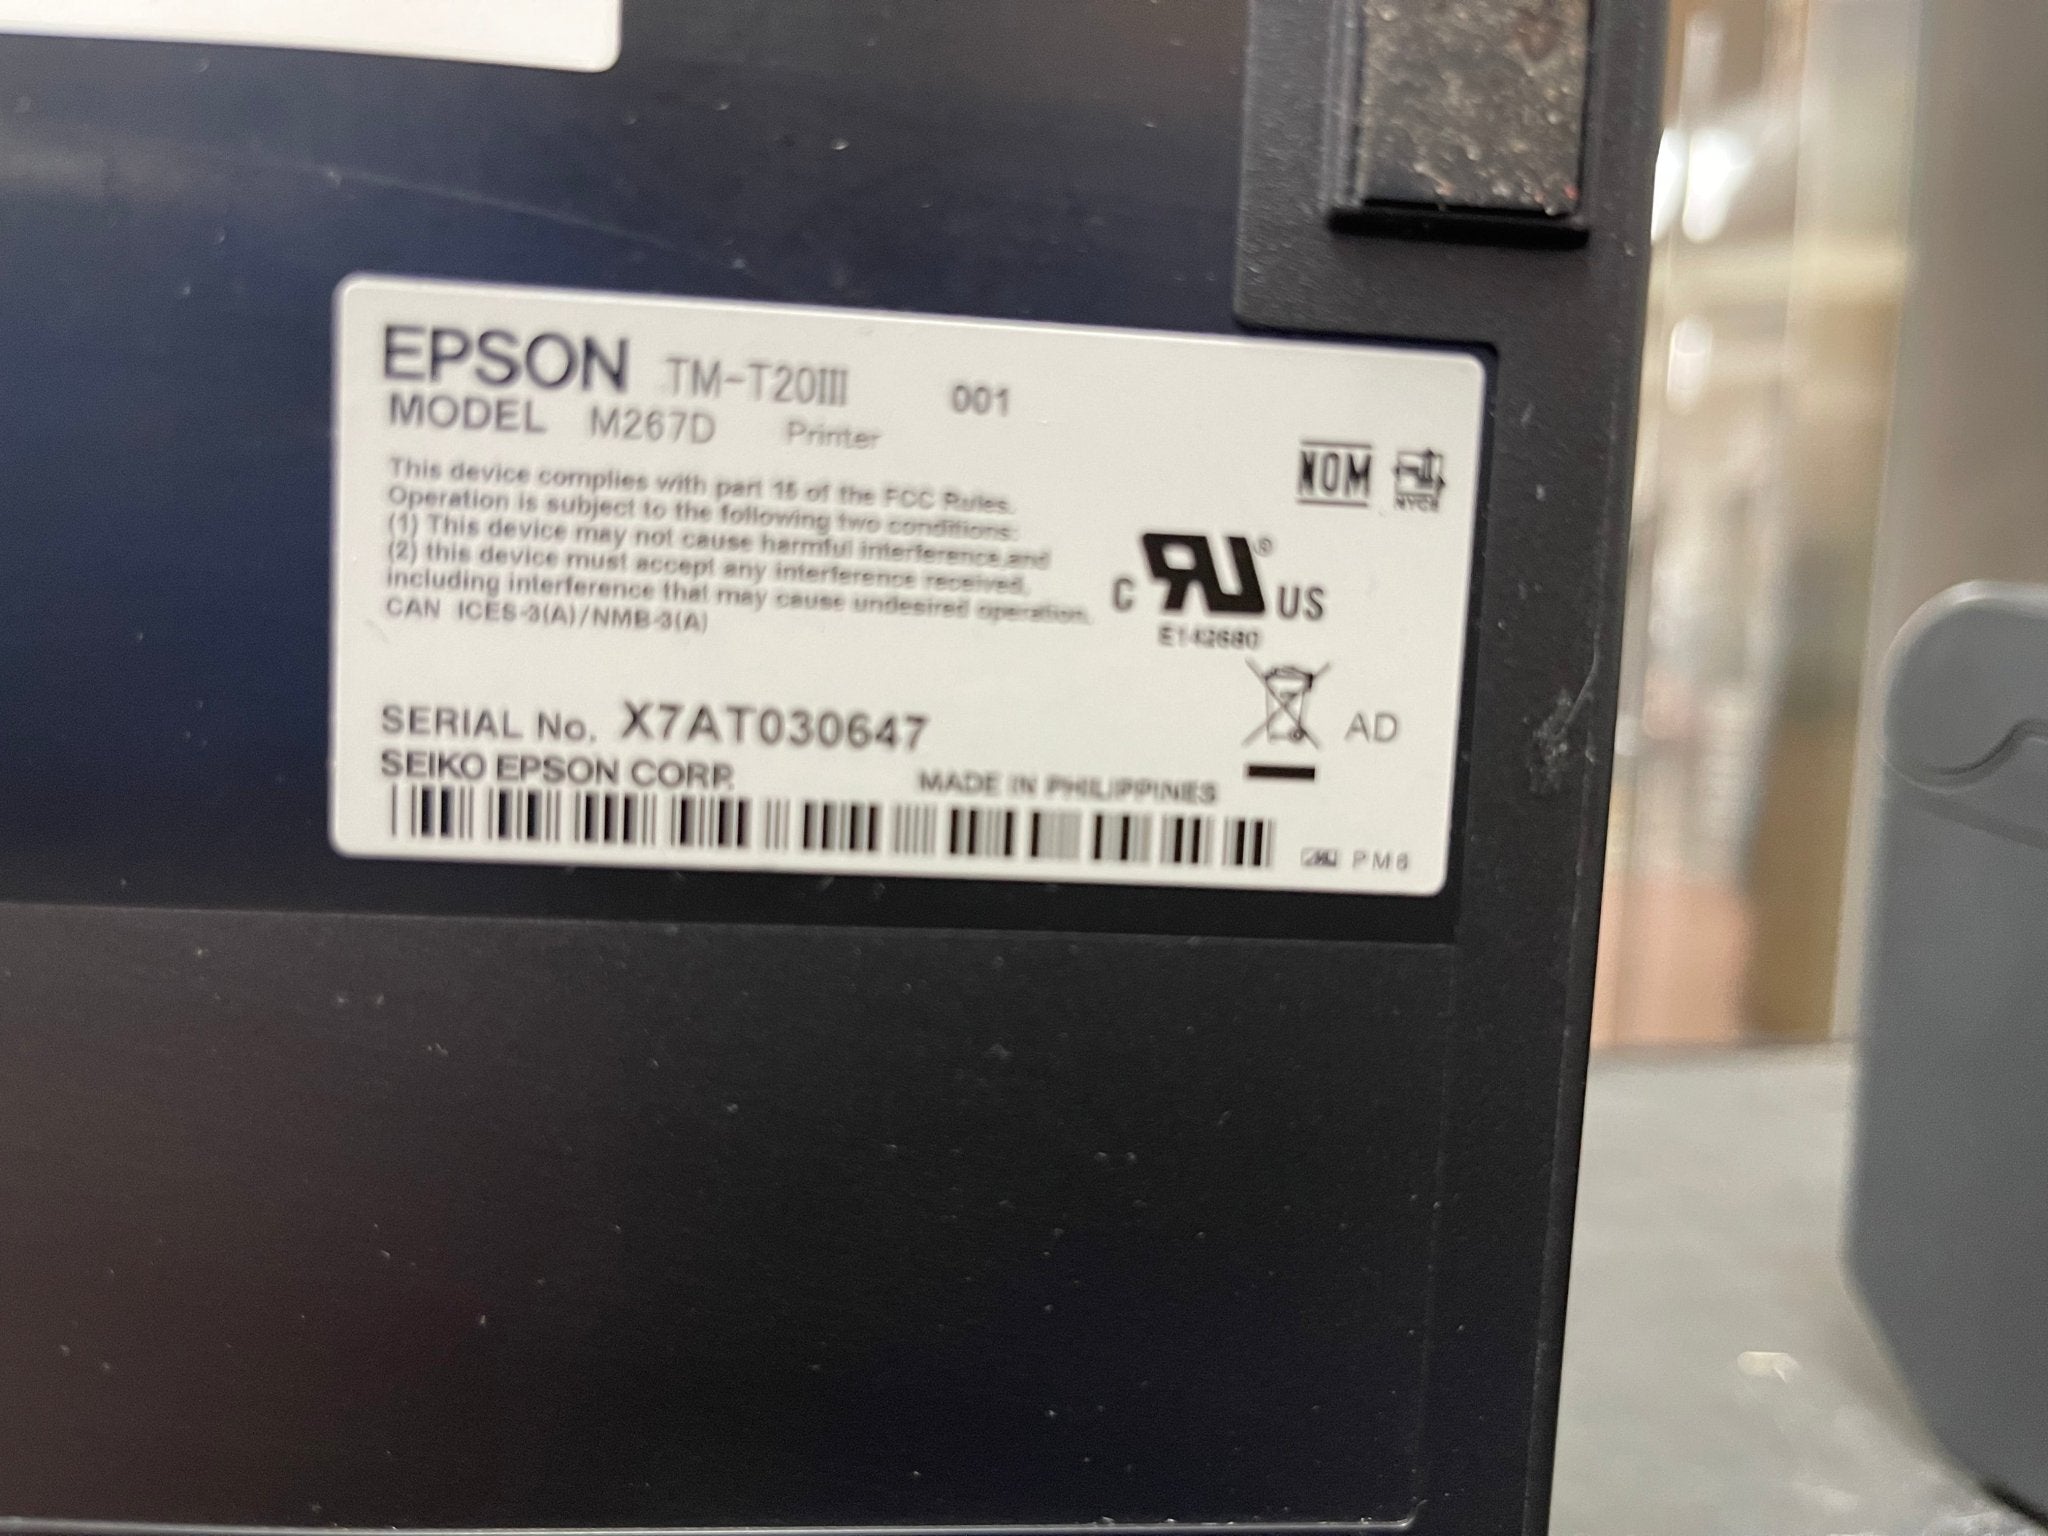 EPSON TM-T20III 001
MODEL M267D Printer
This device complies with part 15 of the FCC Rules.
Operation is subject to the following two conditions:
(1) This device may not cause harmful interference,and
(2) this device must accept any interference received,
including interference that may cause undesired operation.
CAN ICES-3(A)/NMB-3(A)
NOM NYCE
C RU® US
E142680
SERIAL No. X7AT030647
AD
SEIKO EPSON CORP.
MADE IN PHILIPPINES
PM6